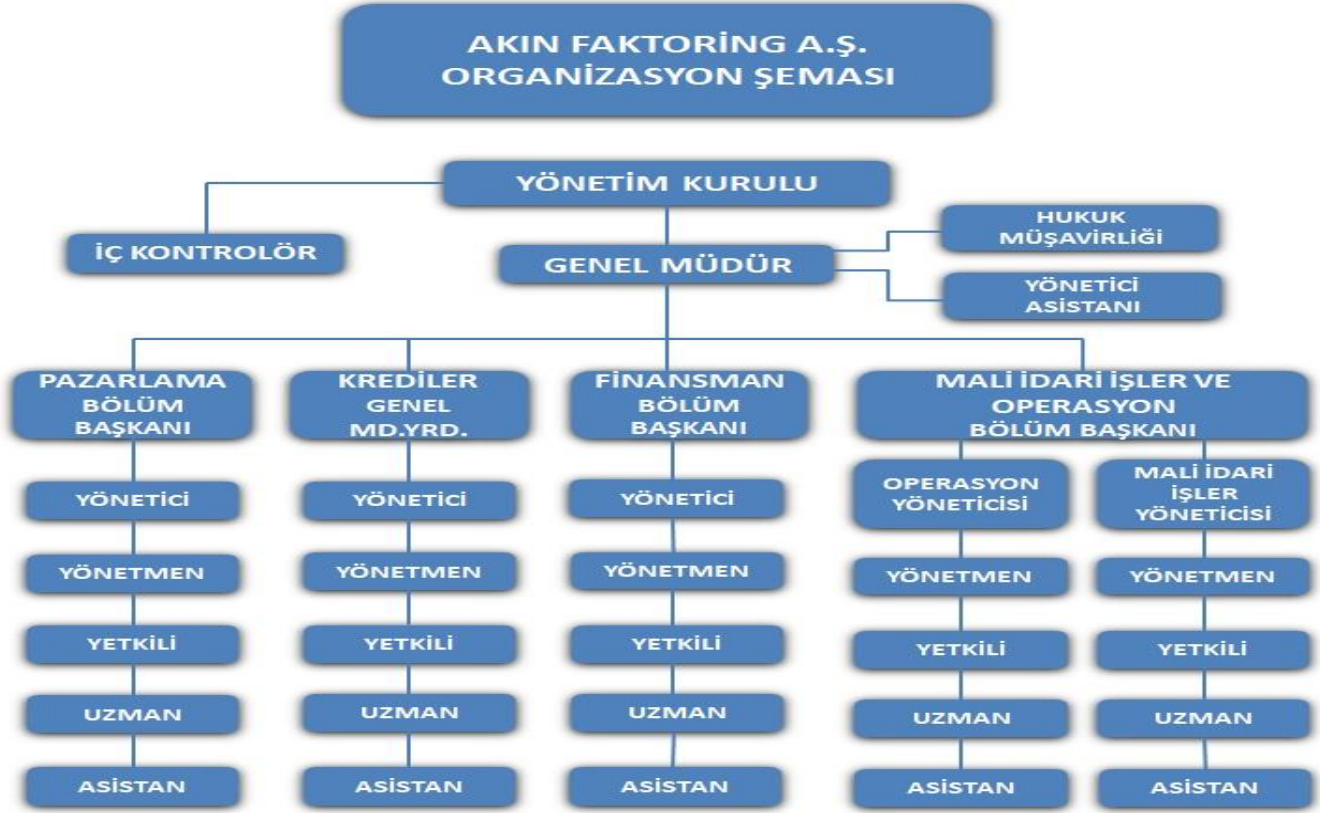 AKIN FAKTORİNG A.Ş.
ORGANİZASYON ŞEMASI
YÖNETİM KURULU
İÇ KONTROLÖR
GENEL MÜDÜR
HUKUK
MÜŞAVİRLİĞİ
YÖNETİCİ
ASİSTANI
PAZARLAMA
BÖLÜM
BAŞKANI
KREDİLER
GENEL
MD.YRD.
FİNANSMAN
BÖLÜM
BAŞKANI
MALİ İDARİ İŞLER VE
OPERASYON
BÖLÜM BAŞKANI
YÖNETİCİ
YÖNETİCİ
YÖNETİCİ
OPERASYON
YÖNETİCİSİ
MALİ İDARİ
İŞLER
YÖNETİCİSİ
YÖNETMEN
YÖNETMEN
YÖNETMEN
YÖNETMEN
YÖNETMEN
YETKİLİ
YETKİLİ
YETKİLİ
YETKİLİ
YETKİLİ
UZMAN
UZMAN
UZMAN
UZMAN
UZMAN
ASİSTAN
ASİSTAN
ASİSTAN
ASİSTAN
ASİSTAN